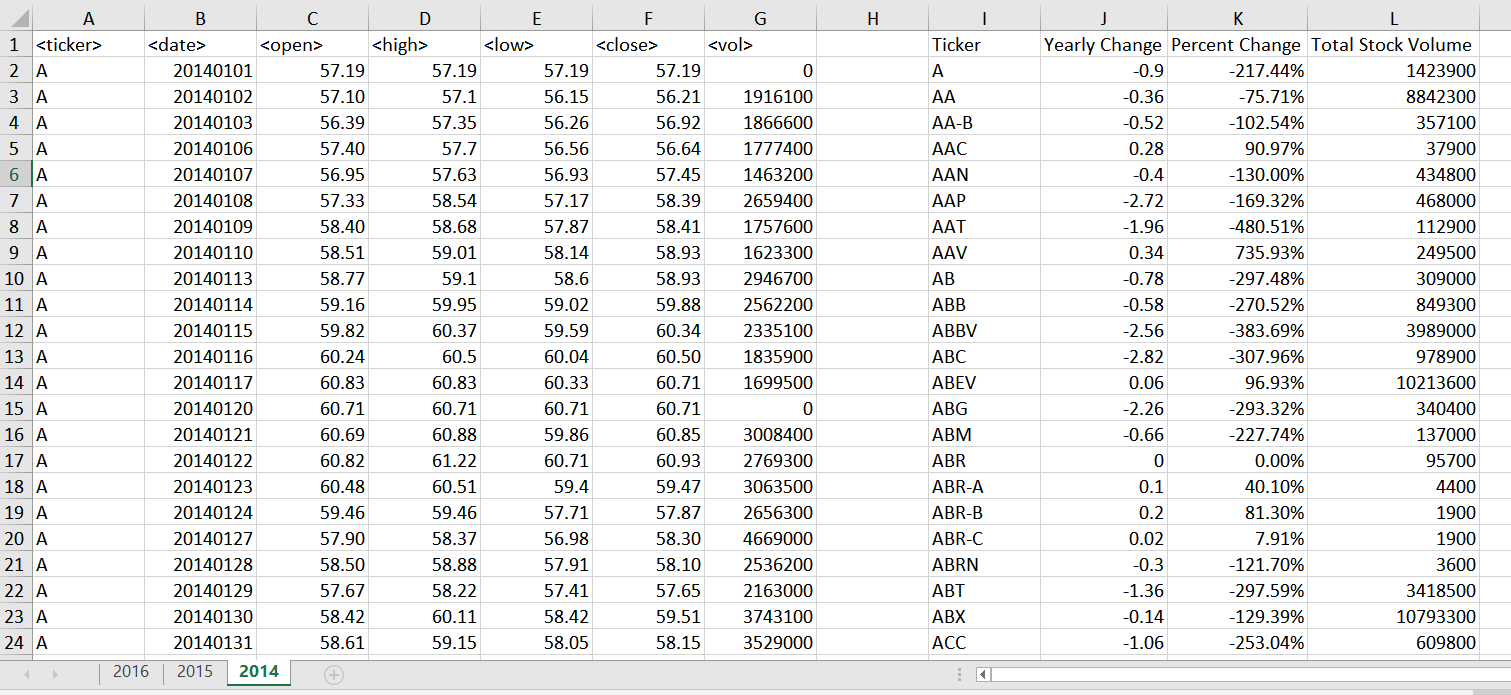 A B C D E F G H I J K L
1 <ticker> <date> <open> <high> <low> <close> <vol> Ticker Yearly Change Percent Change Total Stock Volume
2 A 20140101 57.19 57.19 57.19 57.19 0 A -0.9 -217.44% 1423900
3 A 20140102 57.10 57.1 56.15 56.21 1916100 AA -0.36 -75.71% 8842300
4 A 20140103 56.39 57.35 56.26 56.92 1866600 AA-B -0.52 -102.54% 357100
5 A 20140106 57.40 57.7 56.56 56.64 1777400 AAC 0.28 90.97% 37900
6 A 20140107 56.95 57.63 56.93 57.45 1463200 AAN -0.4 -130.00% 434800
7 A 20140108 57.33 58.54 57.17 58.39 2659400 AAP -2.72 -169.32% 468000
8 A 20140109 58.40 58.68 57.87 58.41 1757600 AAT -1.96 -480.51% 112900
9 A 20140110 58.51 59.01 58.14 58.93 1623300 AAV 0.34 735.93% 249500
10 A 20140113 58.77 59.1 58.6 58.93 2946700 AB -0.78 -297.48% 309000
11 A 20140114 59.16 59.95 59.02 59.88 2562200 ABB -0.58 -270.52% 849300
12 A 20140115 59.82 60.37 59.59 60.34 2335100 ABBV -2.56 -383.69% 3989000
13 A 20140116 60.24 60.5 60.04 60.50 1835900 ABC -2.82 -307.96% 978900
14 A 20140117 60.83 60.83 60.33 60.71 1699500 ABEV 0.06 96.93% 10213600
15 A 20140120 60.71 60.71 60.71 60.71 0 ABG -2.26 -293.32% 340400
16 A 20140121 60.69 60.88 59.86 60.85 3008400 ABM -0.66 -227.74% 137000
17 A 20140122 60.82 61.22 60.71 60.93 2769300 ABR 0 0.00% 95700
18 A 20140123 60.48 60.51 59.4 59.47 3063500 ABR-A 0.1 40.10% 4400
19 A 20140124 59.46 59.46 57.71 57.87 2656300 ABR-B 0.2 81.30% 1900
20 A 20140127 57.90 58.37 56.98 58.30 4669000 ABR-C 0.02 7.91% 1900
21 A 20140128 58.50 58.88 57.91 58.10 2536200 ABRN -0.3 -121.70% 3600
22 A 20140129 57.67 58.22 57.41 57.65 2163000 ABT -1.36 -297.59% 3418500
23 A 20140130 58.42 60.11 58.42 59.51 3743100 ABX -0.14 -129.39% 10793300
24 A 20140131 58.61 59.15 58.05 58.15 3529000 ACC -1.06 -253.04% 609800
2016 2015 2014